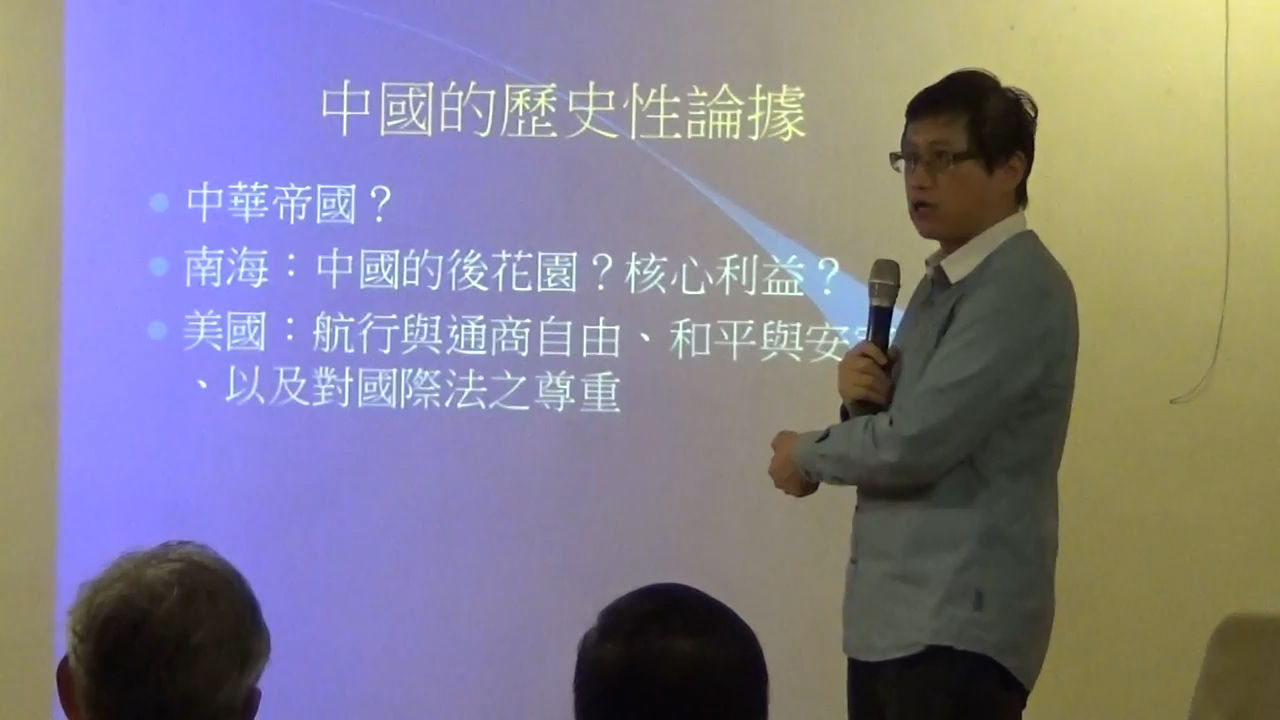 中國的歷史性論據
中華帝國？
南海：中國的後花園？核心利益？
美國：航行與通商自由、和平與安
、以及對國際法之尊重